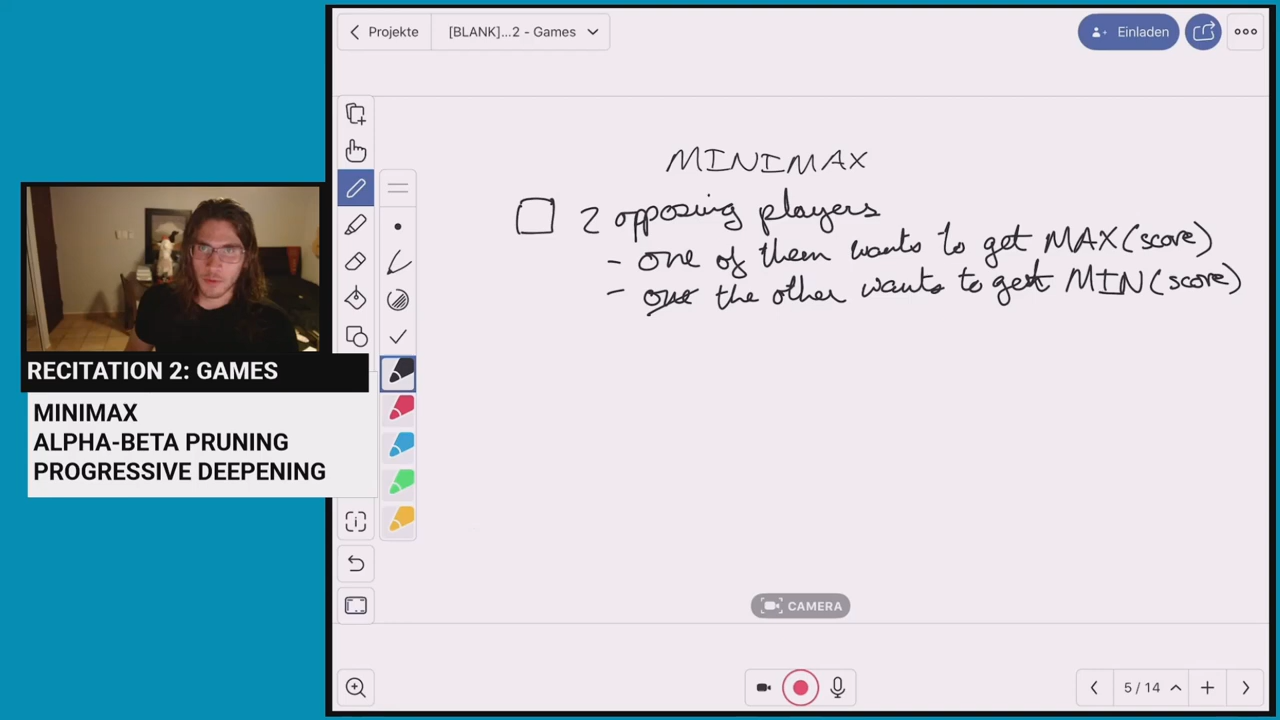 Projekte
[BLANK]...2 - Games
Einladen
MINIMAX
2 opposing players
- one of them wants to get MAX(score)
- one the other wants to get MIN(score)
RECITATION 2: GAMES
MINIMAX
ALPHA-BETA PRUNING
PROGRESSIVE DEEPENING
CAMERA
5 / 14